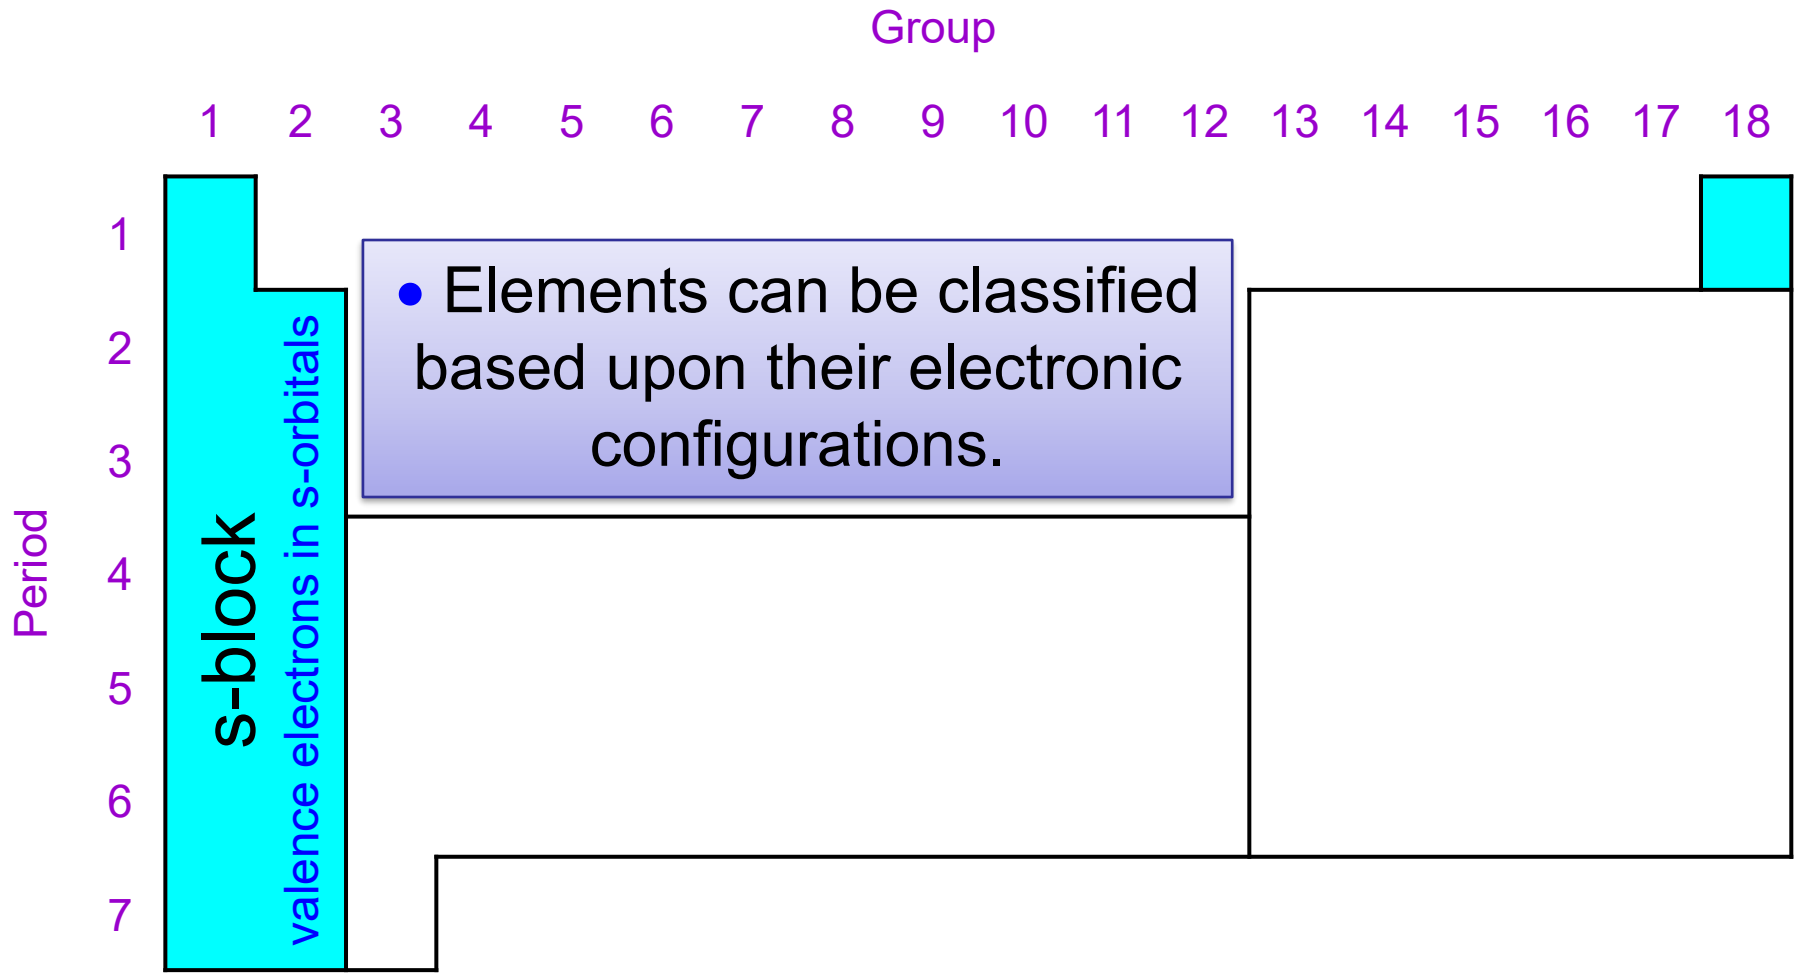 Group
1 2 3 4 5 6 7 8 9 10 11 12 13 14 15 16 17 18
Period
1
2
3
4
5
6
7
s-block
valence electrons in s-orbitals
• Elements can be classified
based upon their electronic
configurations.